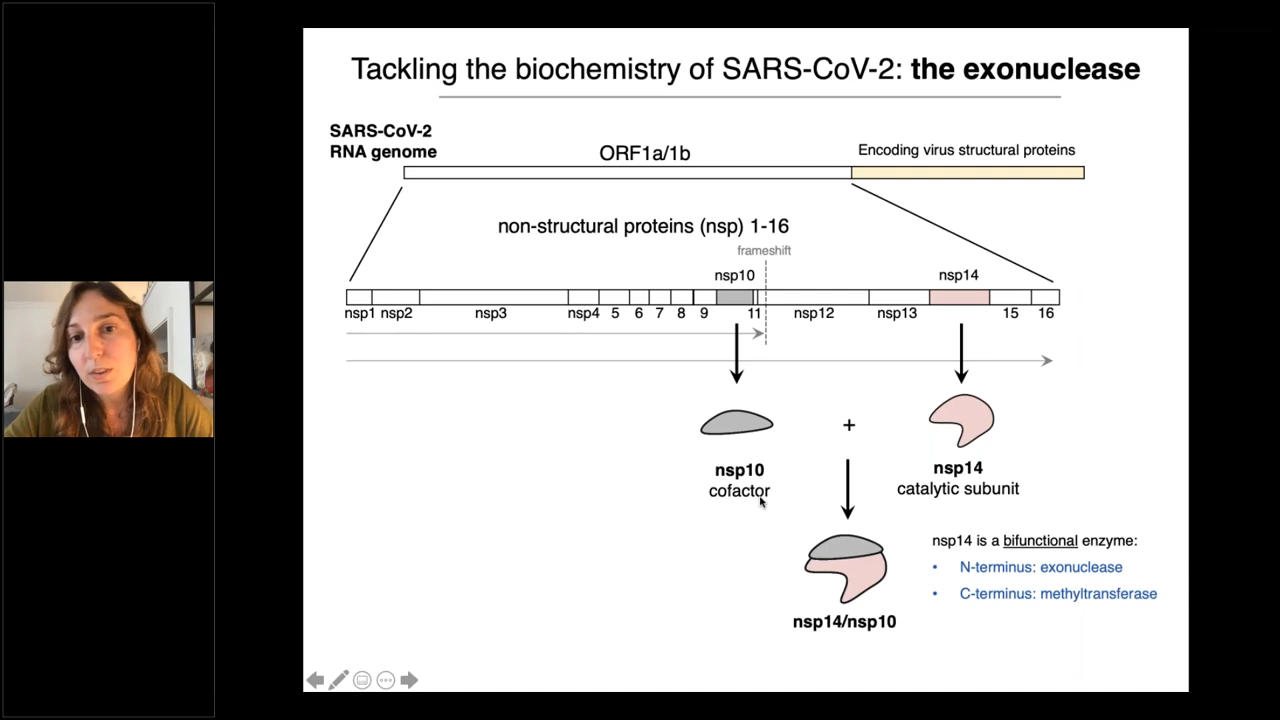 Tackling the biochemistry of SARS-CoV-2: the exonuclease
SARS-CoV-2
RNA genome
ORF1a/1b
Encoding virus structural proteins
non-structural proteins (nsp) 1-16
frameshift
nsp10
nsp14
nsp1 nsp2 nsp3 nsp4 5 6 7 8 9 11 nsp12 nsp13 15 16
+
nsp10
cofactor
nsp14
catalytic subunit
nsp14/nsp10
nsp14 is a bifunctional enzyme:
• N-terminus: exonuclease
• C-terminus: methyltransferase